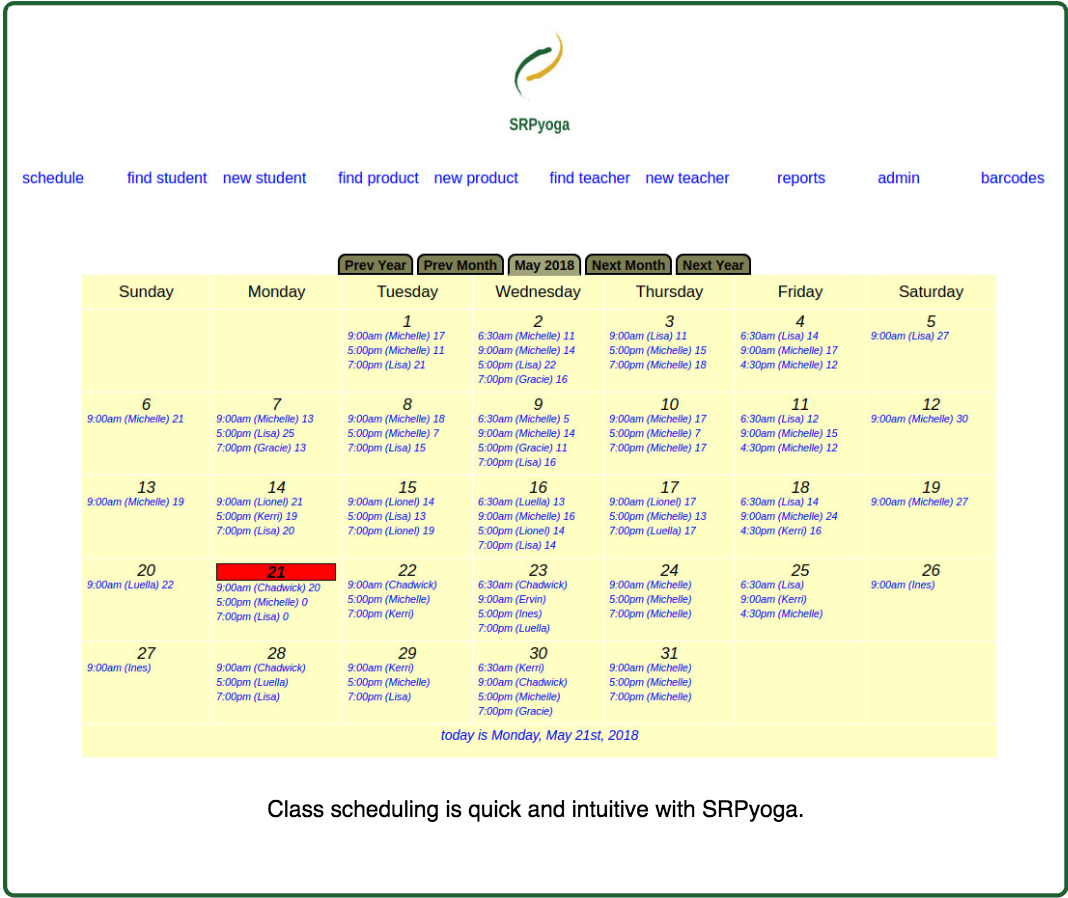 SRPyoga
schedule find student new student find product new product find teacher new teacher reports admin barcodes
Prev Year Prev Month May 2018 Next Month Next Year
Sunday Monday Tuesday Wednesday Thursday Friday Saturday
1 2 3 4 5
9:00am (Michelle) 17 6:30am (Michelle) 11 9:00am (Lisa) 11 6:30am (Lisa) 14 9:00am (Lisa) 27
5:00pm (Michelle) 11 9:00am (Michelle) 14 5:00pm (Michelle) 15 9:00am (Michelle) 17
7:00pm (Lisa) 21 5:00pm (Lisa) 22 7:00pm (Michelle) 18 4:30pm (Michelle) 12
7:00pm (Gracie) 16
6 7 8 9 10 11 12
9:00am (Michelle) 21 9:00am (Michelle) 13 9:00am (Michelle) 18 6:30am (Michelle) 5 9:00am (Michelle) 17 6:30am (Lisa) 12 9:00am (Michelle) 30
5:00pm (Lisa) 25 5:00pm (Michelle) 7 9:00am (Michelle) 14 5:00pm (Michelle) 7 9:00am (Michelle) 15
7:00pm (Gracie) 13 7:00pm (Lisa) 15 5:00pm (Gracie) 11 7:00pm (Michelle) 17 4:30pm (Michelle) 12
7:00pm (Lisa) 16
13 14 15 16 17 18 19
9:00am (Michelle) 19 9:00am (Lionel) 21 9:00am (Lionel) 14 6:30am (Luella) 13 9:00am (Lionel) 17 6:30am (Lisa) 14 9:00am (Michelle) 27
5:00pm (Kerri) 19 5:00pm (Lisa) 13 9:00am (Michelle) 16 5:00pm (Michelle) 13 9:00am (Michelle) 24
7:00pm (Lisa) 20 7:00pm (Lionel) 19 5:00pm (Lionel) 14 7:00pm (Luella) 17 4:30pm (Kerri) 16
7:00pm (Lisa) 14
20 21 22 23 24 25 26
9:00am (Luella) 22 9:00am (Chadwick) 20 9:00am (Chadwick) 6:30am (Chadwick) 9:00am (Michelle) 6:30am (Lisa) 9:00am (Ines)
5:00pm (Michelle) 0 5:00pm (Michelle) 9:00am (Ervin) 5:00pm (Michelle) 9:00am (Kerri)
7:00pm (Lisa) 0 7:00pm (Kerri) 5:00pm (Ines) 7:00pm (Michelle) 4:30pm (Michelle)
7:00pm (Luella)
27 28 29 30 31
9:00am (Ines) 9:00am (Chadwick) 9:00am (Kerri) 6:30am (Kerri) 9:00am (Michelle)
5:00pm (Luella) 5:00pm (Michelle) 9:00am (Chadwick) 5:00pm (Michelle)
7:00pm (Lisa) 7:00pm (Lisa) 5:00pm (Michelle) 7:00pm (Michelle)
7:00pm (Gracie)
today is Monday, May 21st, 2018
Class scheduling is quick and intuitive with SRPyoga.